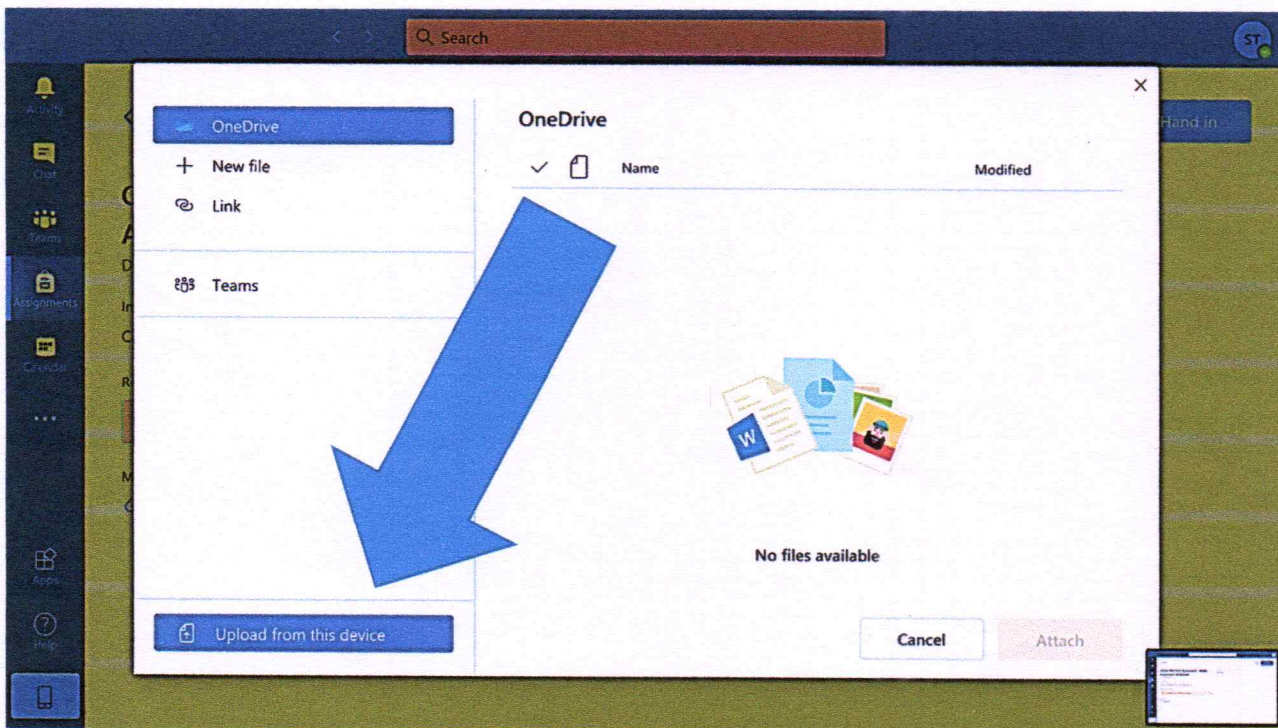 Search
ST
Activity
Chat
Teams
Assignments
Calendar
Apps
Help
Hand in
OneDrive
New file
Link
Teams
Upload from this device
OneDrive
Name
Modified
W
No files available
Cancel
Attach